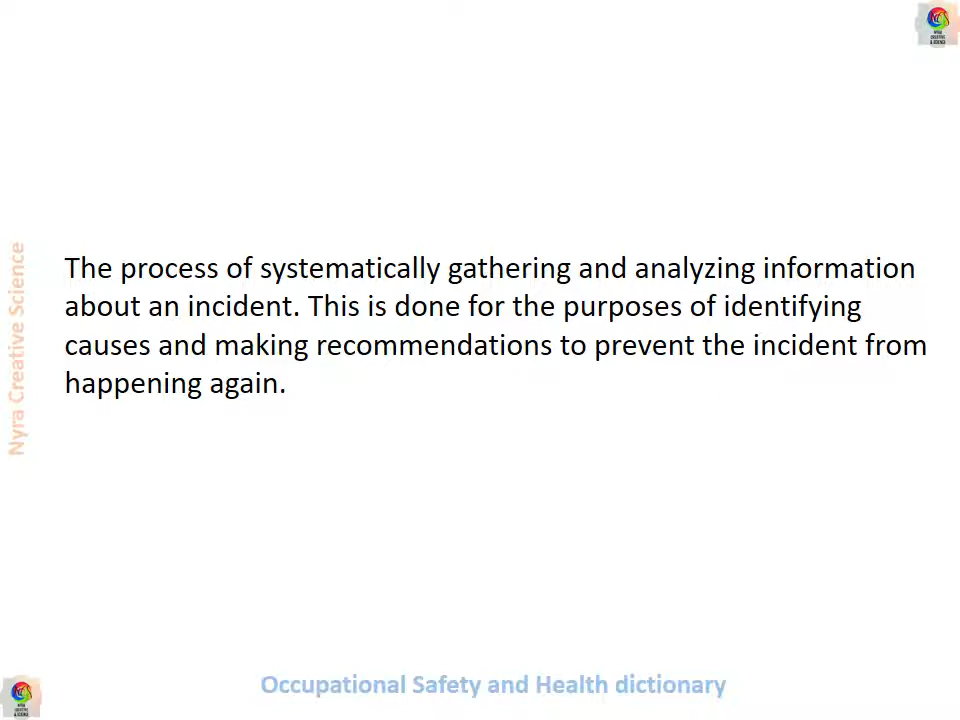 The process of systematically gathering and analyzing information
about an incident. This is done for the purposes of identifying
causes and making recommendations to prevent the incident from
happening again.
Nyra Creative Science
Occupational Safety and Health dictionary